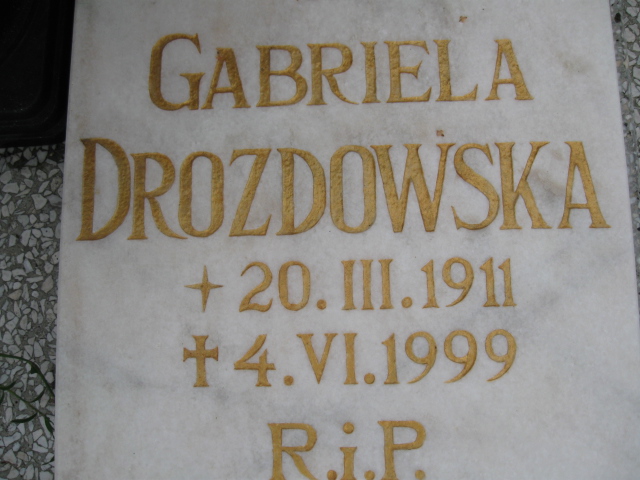 GABRIELA
DROZDOWSKA
+ 20.III.1911
✝ 4.VI.1999
R.i.P.